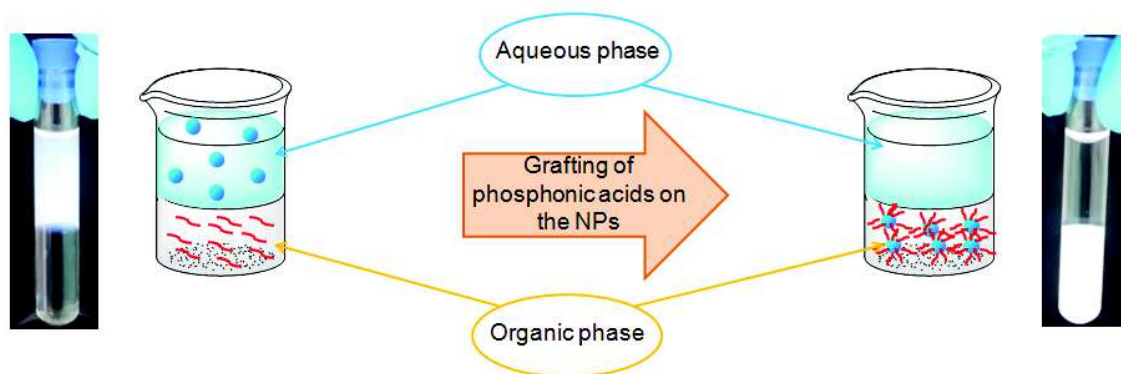 Aqueous phase
Grafting of
phosphonic acids on
the NPs
Organic phase